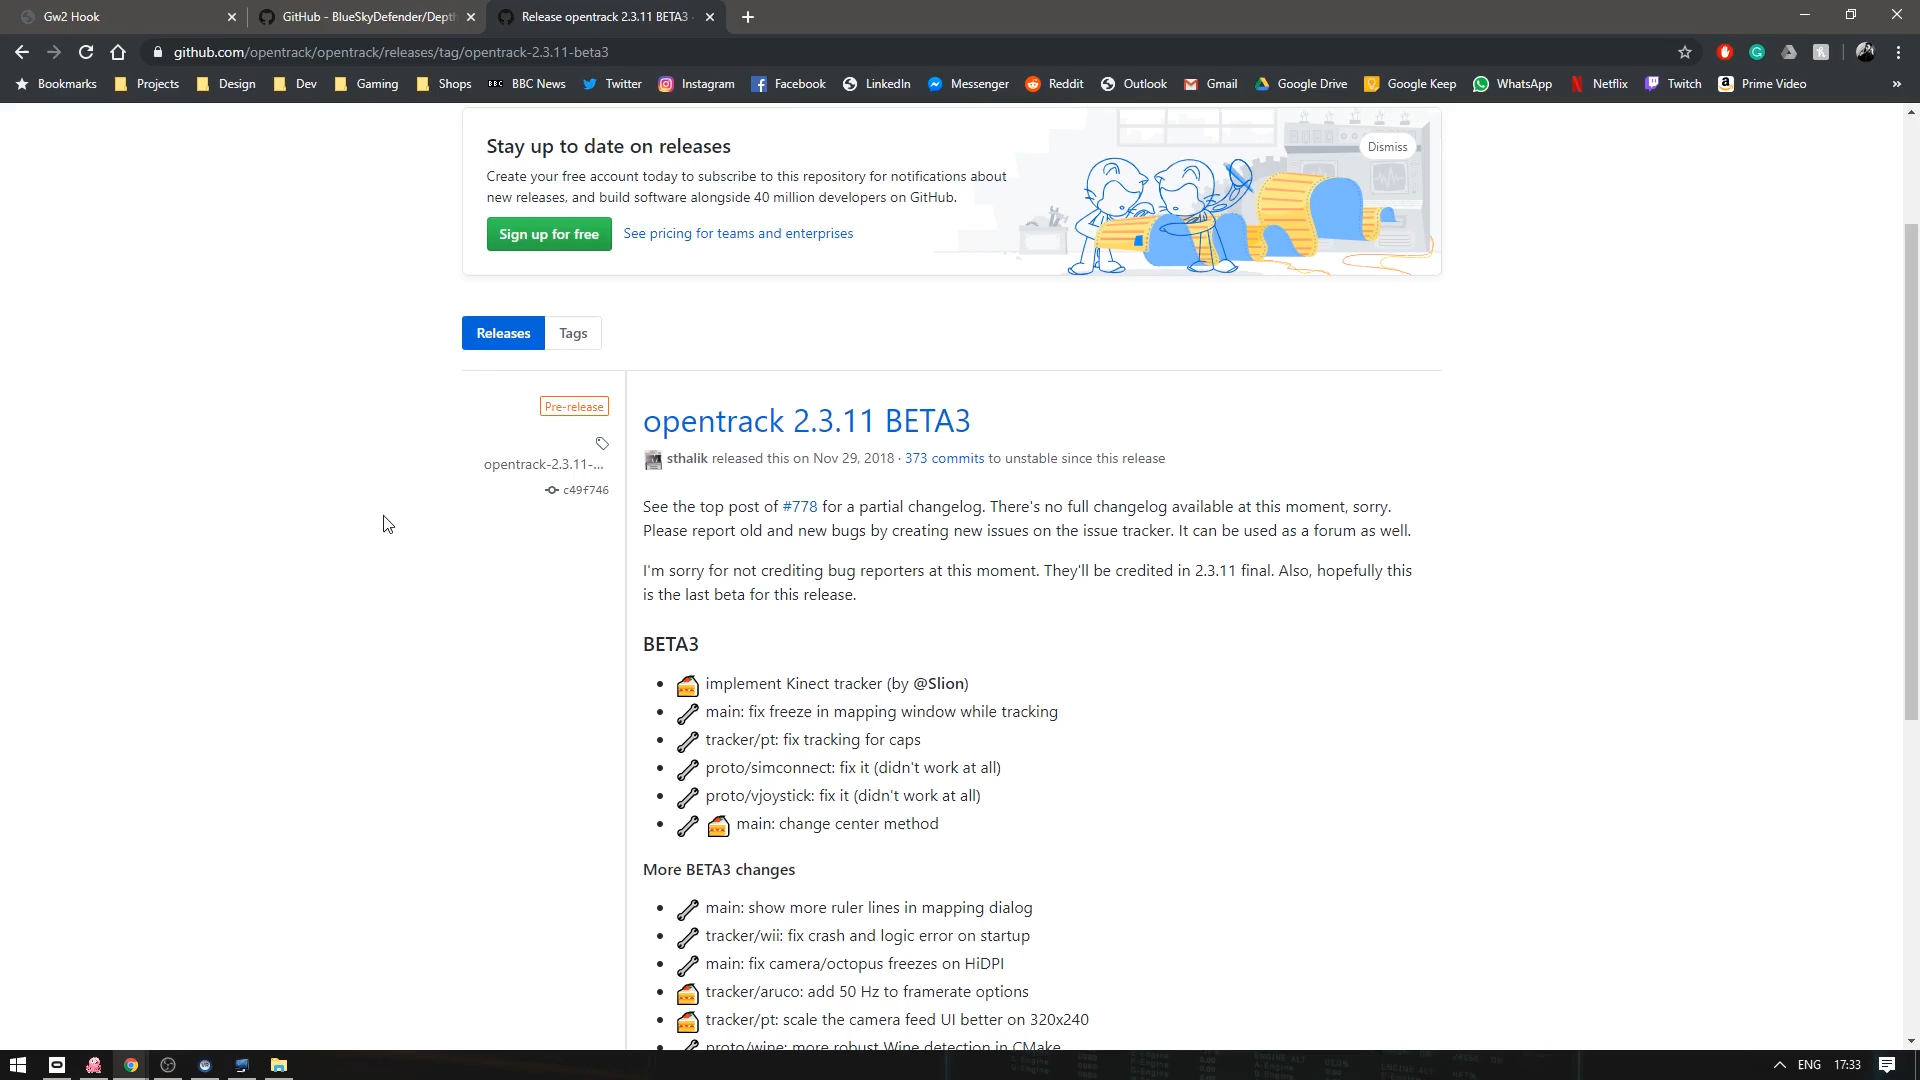 Gw2 Hook
GitHub - BlueSkyDefender/Depth
Release opentrack 2.3.11 BETA3
github.com/opentrack/opentrack/releases/tag/opentrack-2.3.11-beta3
Bookmarks Projects Design Dev Gaming Shops BBC BBC News Twitter Instagram Facebook LinkedIn Messenger Reddit Outlook Gmail Google Drive Google Keep WhatsApp Netflix Twitch Prime Video »
Stay up to date on releases
Dismiss
Create your free account today to subscribe to this repository for notifications about
new releases, and build software alongside 40 million developers on GitHub.
Sign up for free See pricing for teams and enterprises
Releases Tags
Pre-release
opentrack-2.3.11-...
c49f746
opentrack 2.3.11 BETA3
sthalik released this on Nov 29, 2018 · 373 commits to unstable since this release
See the top post of #778 for a partial changelog. There's no full changelog available at this moment, sorry.
Please report old and new bugs by creating new issues on the issue tracker. It can be used as a forum as well.
I'm sorry for not crediting bug reporters at this moment. They'll be credited in 2.3.11 final. Also, hopefully this
is the last beta for this release.
BETA3
implement Kinect tracker (by @Slion)
main: fix freeze in mapping window while tracking
tracker/pt: fix tracking for caps
proto/simconnect: fix it (didn't work at all)
proto/vjoystick: fix it (didn't work at all)
main: change center method
More BETA3 changes
main: show more ruler lines in mapping dialog
tracker/wii: fix crash and logic error on startup
main: fix camera/octopus freezes on HiDPI
tracker/aruco: add 50 Hz to framerate options
tracker/pt: scale the camera feed UI better on 320x240
proto/wine: more robust Wine detection in CMake
ENG 17:33